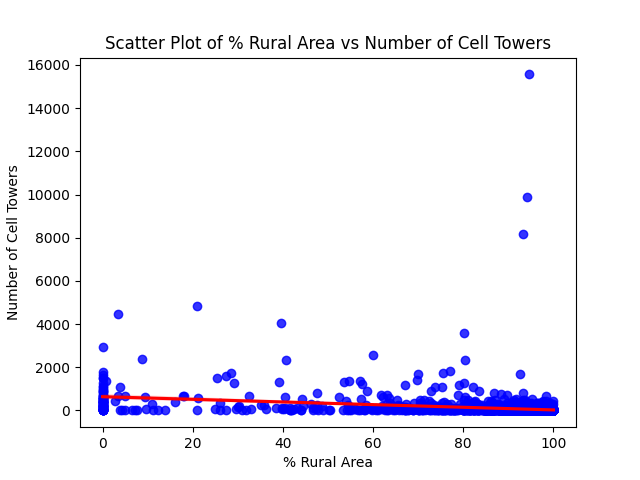 Scatter Plot of % Rural Area vs Number of Cell Towers
16000
14000
12000
10000
8000
6000
4000
2000
0
Number of Cell Towers
0 20 40 60 80 100
% Rural Area